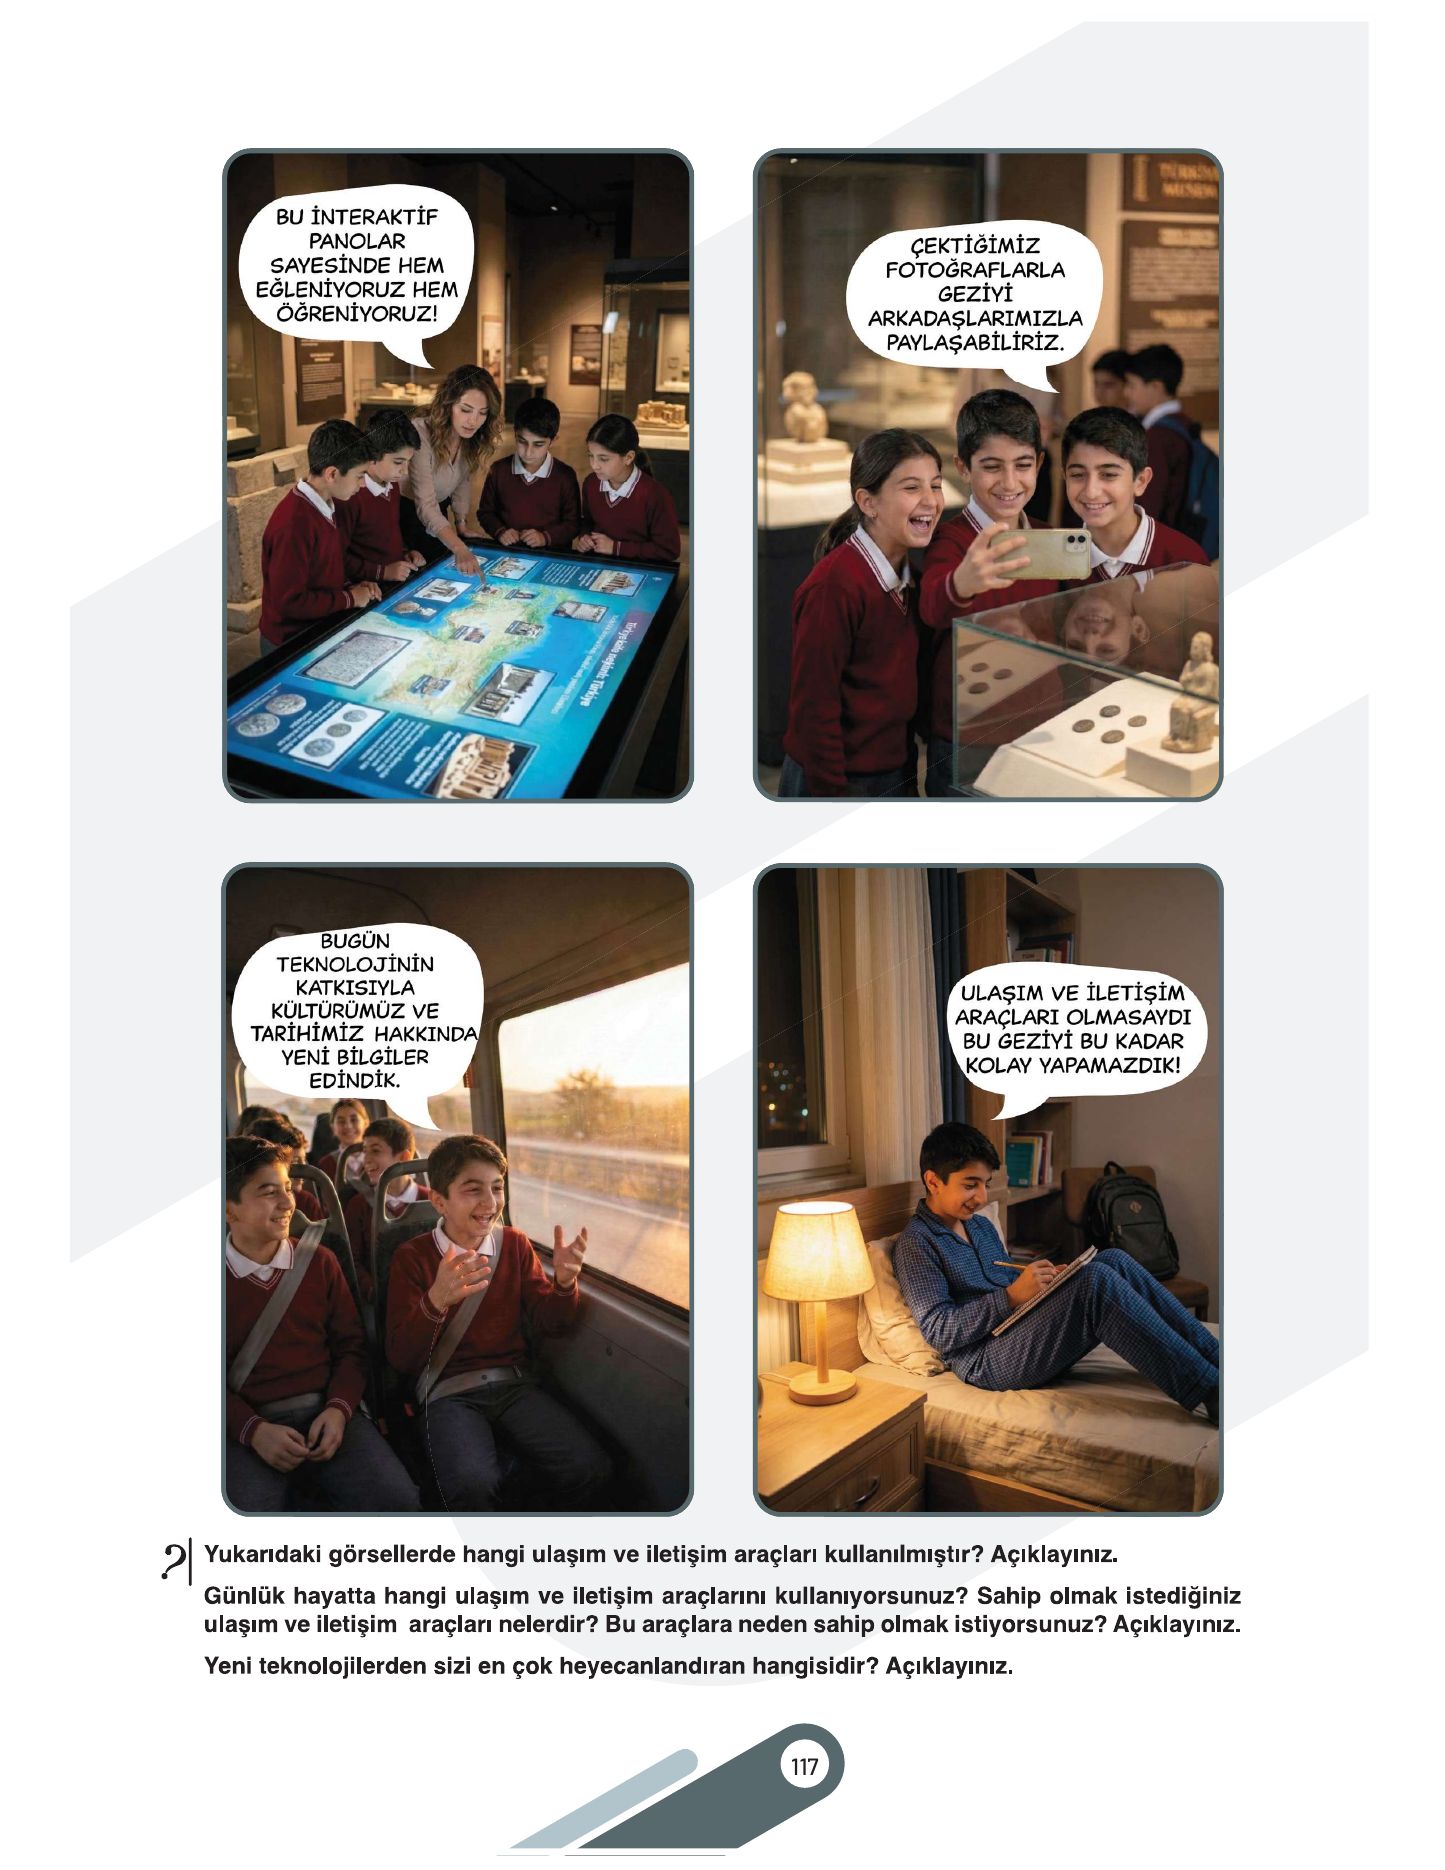 BU İNTERAKTİF
PANOLAR
SAYESİNDE HEM
EĞLENİYORUZ HEM
ÖĞRENİYORUZ!
ÇEKTİĞİMİZ
FOTOĞRAFLARLA
GEZİYİ
ARKADAŞLARIMIZLA
PAYLAŞABİLİRİZ.
BUGÜN
TEKNOLOJİNİN
KATKISIYLA
KÜLTÜRÜMÜZ VE
TARİHİMİZ HAKKINDA
YENİ BİLGİLER
EDİNDİK.
ULAŞIM VE İLETİŞİM
ARAÇLARI OLMASAYDI
BU GEZİYİ BU KADAR
KOLAY YAPAMAZDIK!
? Yukarıdaki görsellerde hangi ulaşım ve iletişim araçları kullanılmıştır? Açıklayınız.
Günlük hayatta hangi ulaşım ve iletişim araçlarını kullanıyorsunuz? Sahip olmak istediğiniz
ulaşım ve iletişim araçları nelerdir? Bu araçlara neden sahip olmak istiyorsunuz? Açıklayınız.
Yeni teknolojilerden sizi en çok heyecanlandıran hangisidir? Açıklayınız.
117